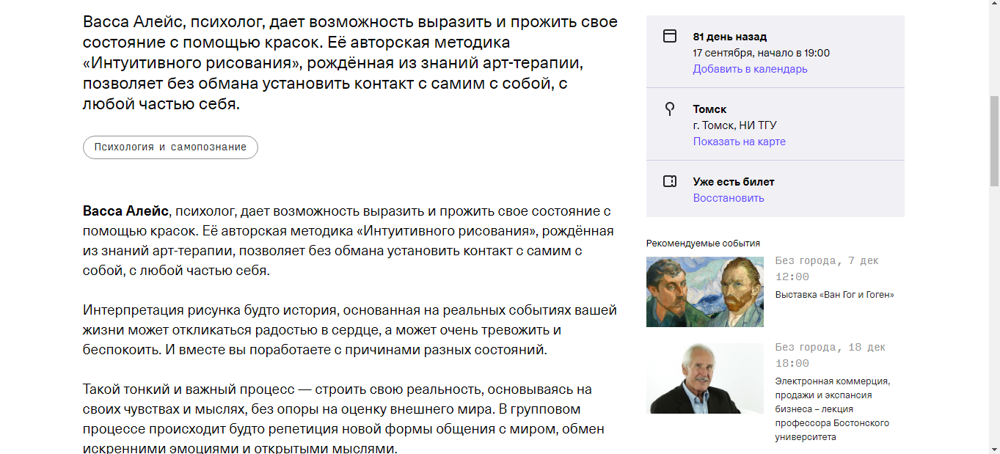 Васса Алейс, психолог, дает возможность выразить и прожить свое
состояние с помощью красок. Её авторская методика
«Интуитивного рисования», рождённая из знаний арт-терапии,
позволяет без обмана установить контакт с самим с собой, с
любой частью себя.
Психология и самопознание
Васса Алейс, психолог, дает возможность выразить и прожить свое состояние с
помощью красок. Её авторская методика «Интуитивного рисования», рождённая
из знаний арт-терапии, позволяет без обмана установить контакт с самим с
собой, с любой частью себя.
Интерпретация рисунка будто история, основанная на реальных событиях вашей
жизни может откликаться радостью в сердце, а может очень тревожить и
беспокоить. И вместе вы поработаете с причинами разных состояний.
Такой тонкий и важный процесс — строить свою реальность, основываясь на
своих чувствах и мыслях, без опоры на оценку внешнего мира. В групповом
процессе происходит будто репетиция новой формы общения с миром, обмен
искренними эмоциями и открытыми мыслями.
81 день назад
17 сентября, начало в 19:00
Добавить в календарь
Томск
г. Томск, НИ ТГУ
Показать на карте
Уже есть билет
Восстановить
Рекомендуемые события
Без города, 7 дек
12:00
Выставка «Ван Гог и Гоген»
Без города, 18 дек
18:00
Электронная коммерция,
продажи и экспансия
бизнеса – лекция
профессора Бостонского
университета